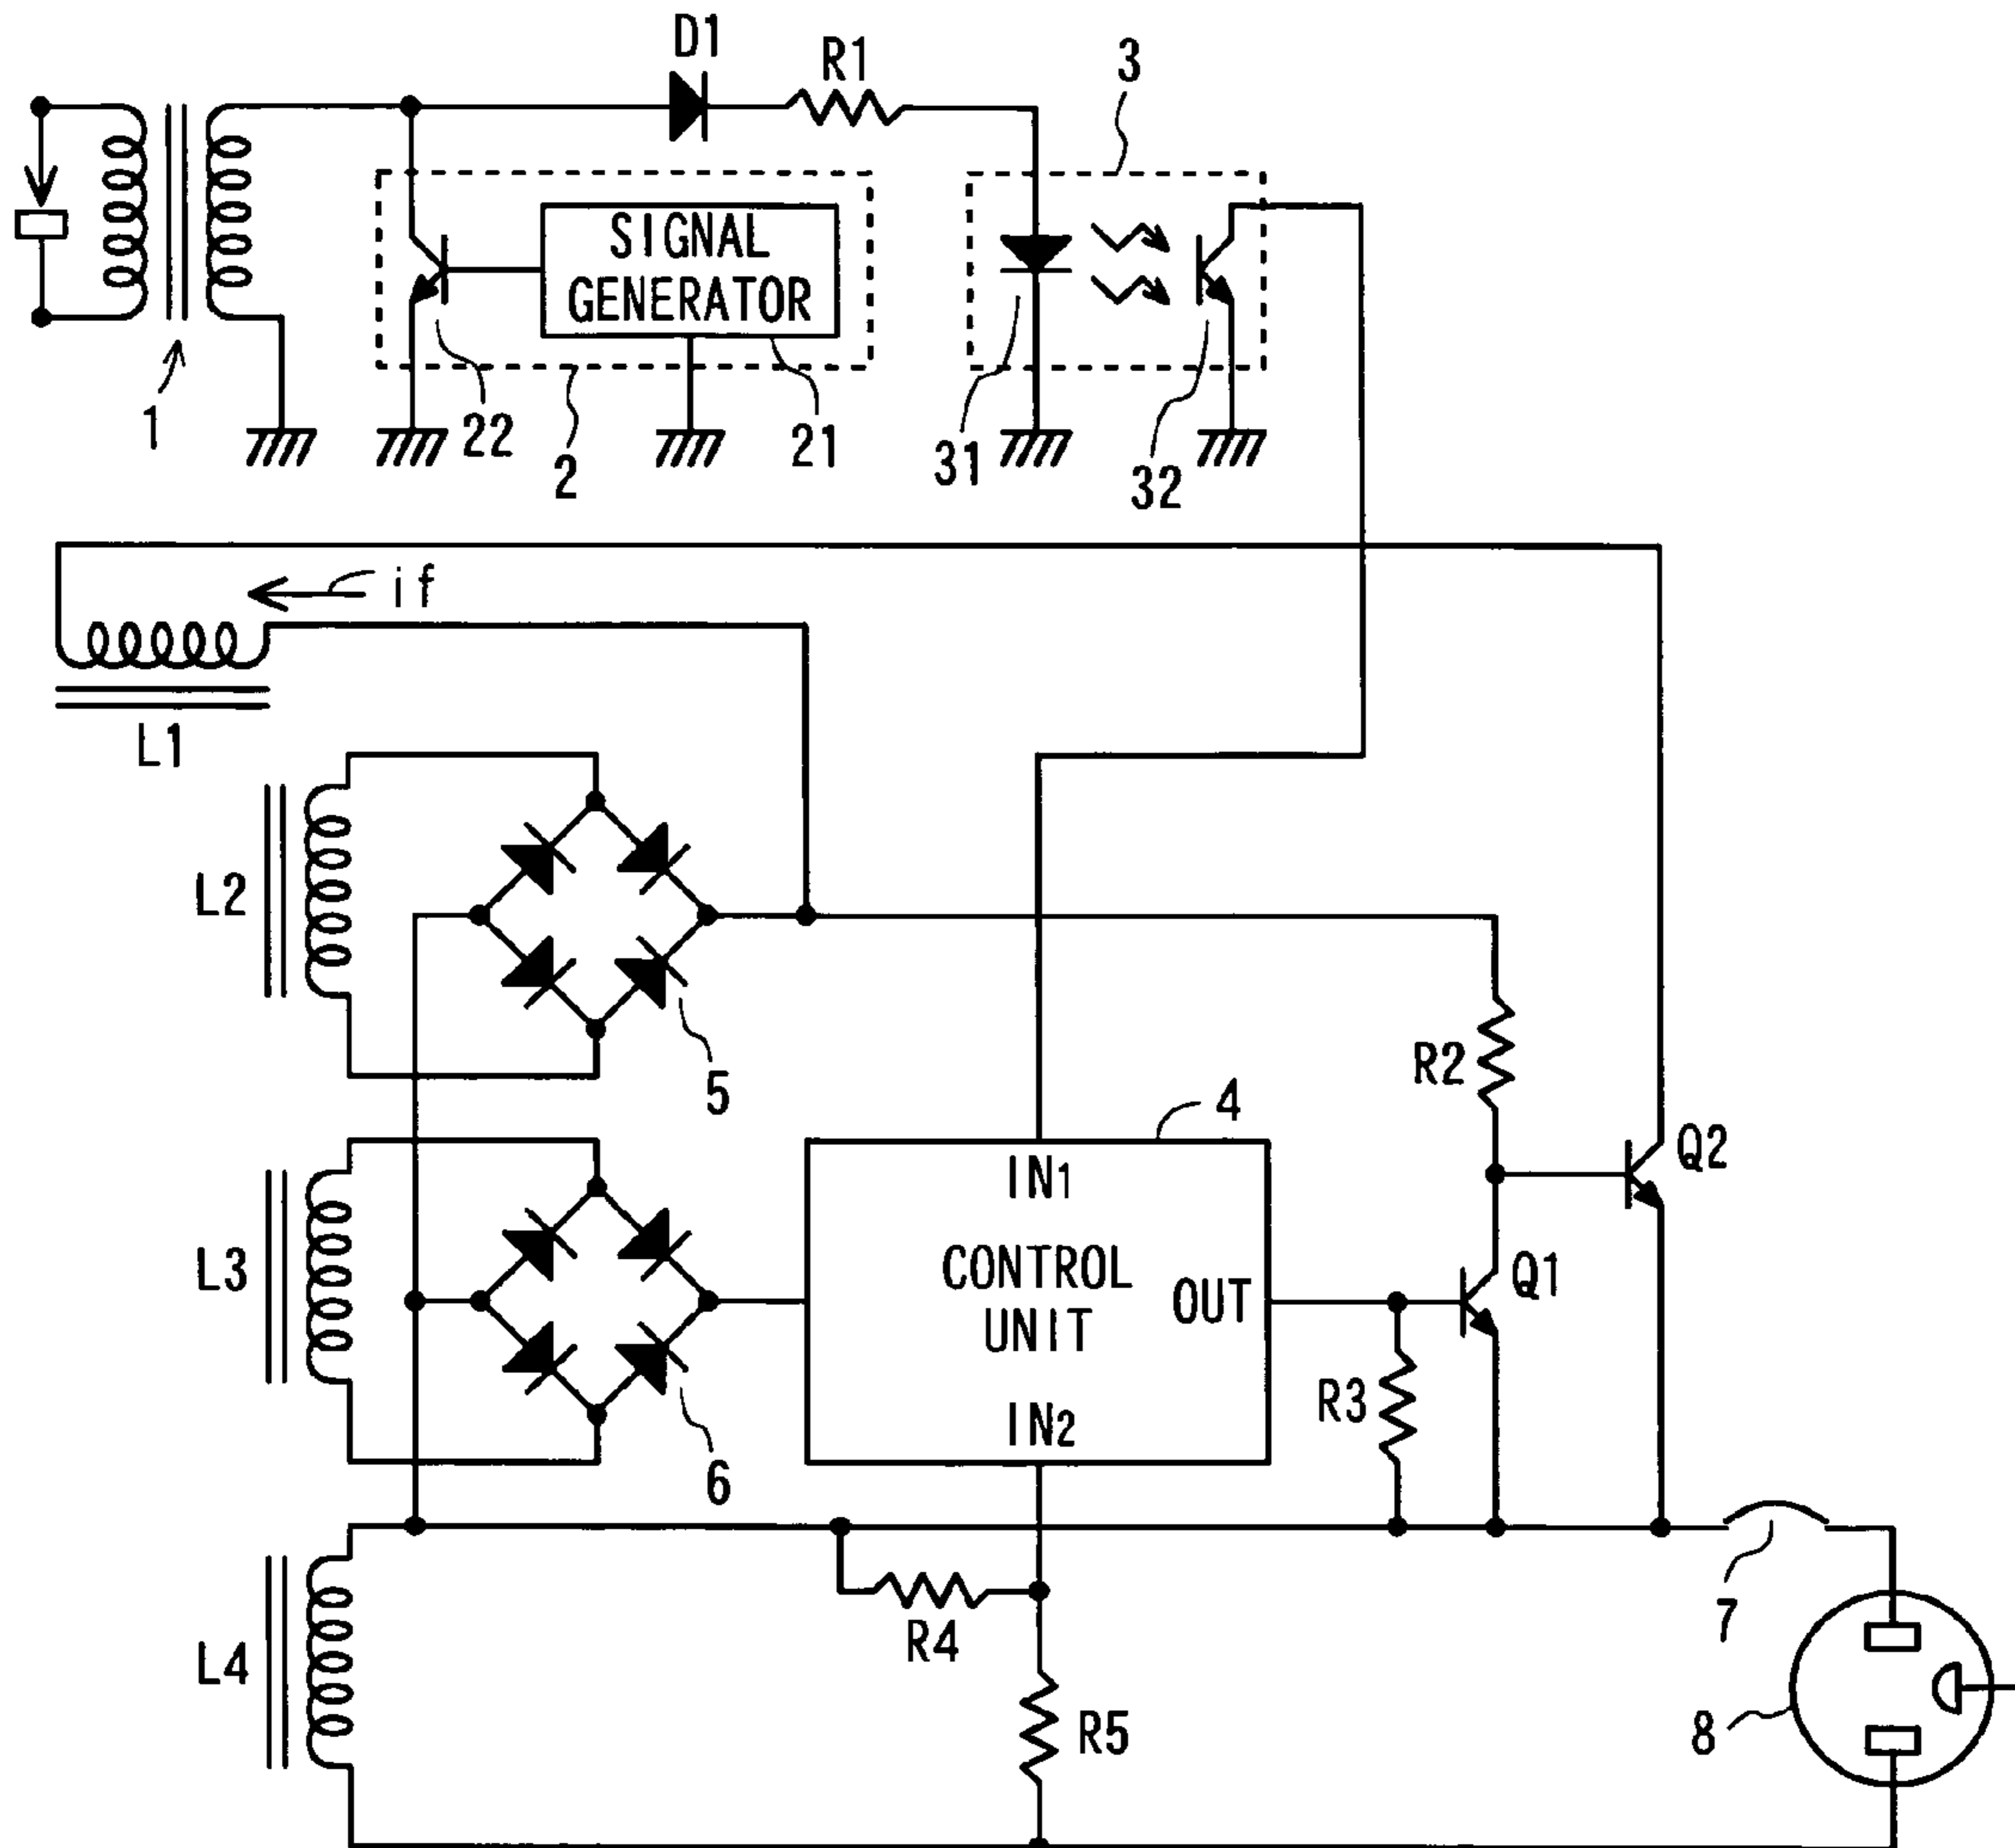 D1
R1
3
SIGNAL
GENERATOR
1
22
2
21
31
32
if
L1
L2
5
R2
4
Q2
IN1
L3
CONTROL
UNIT
OUT
Q1
R3
IN2
6
R4
7
L4
R5
8